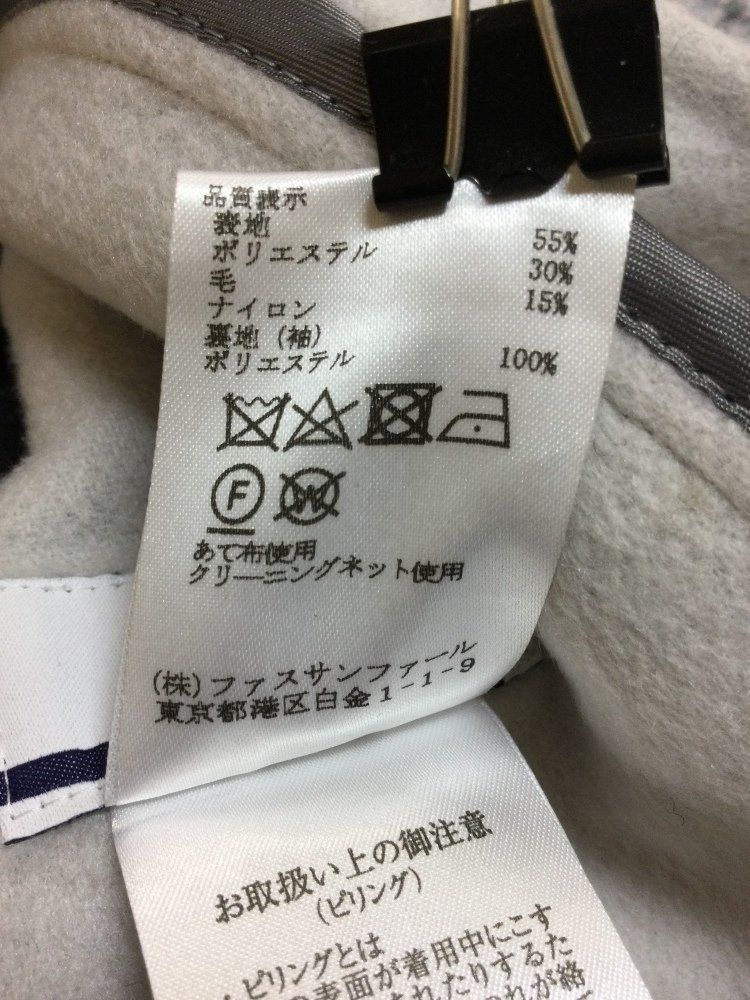 品質表示
表地
ポリエステル 55%
毛 30%
ナイロン 15%
裏地(袖)
ポリエステル 100%
F W
あて布使用
クリーニングネット使用
(株)ファスサンファール
東京都港区白金1-1-9
お取扱い上の御注意
(ピリング)
・ピリングとは
の表面が着用中にこす
されたりするた
れが絡